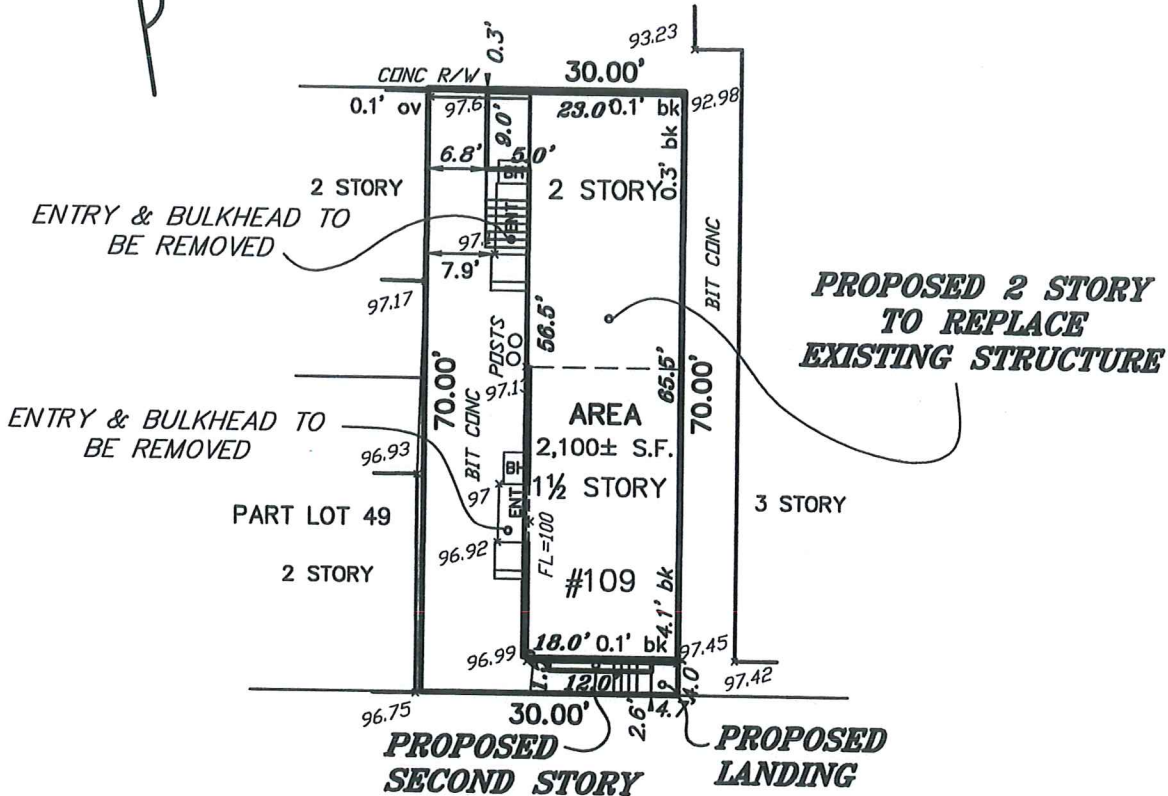 93.23
0.3'
CONC R/W
30.00'
0.1' ov
97.6
9.0'
23.0'
0.1' bk
92.98
0.3' bk
6.8'
5.0'
2 STORY
BH
2 STORY
ENTRY & BULKHEAD TO
BE REMOVED
ENT
97.
7.9'
BIT CONC
97.17
PROPOSED 2 STORY
TO REPLACE
EXISTING STRUCTURE
POSTS
56.5'
97.13
70.00'
65.5'
70.00'
AREA
2,100± S.F.
ENTRY & BULKHEAD TO
BE REMOVED
BIT CONC
96.93
BH
1½ STORY
97
ENT
PART LOT 49
3 STORY
FL=100
96.92
2 STORY
#109
4.1' bk
18.0'
0.1' bk
96.99
97.45
97.42
12.0'
4.0'
2.6'
4.7'
96.75
30.00'
PROPOSED
SECOND STORY
PROPOSED
LANDING